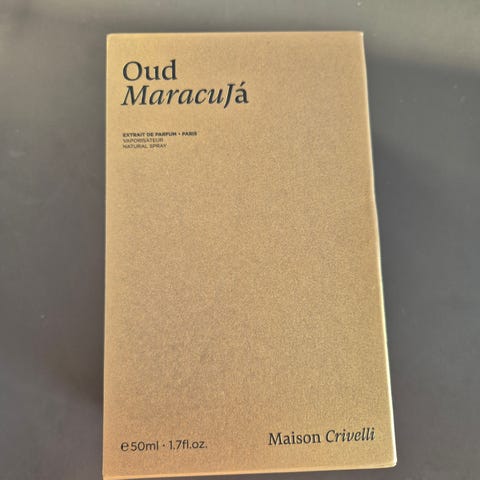 Oud
MaracuJá
EXTRAIT DE PARFUM • PARIS
VAPORISATEUR
NATURAL SPRAY
℮50ml · 1.7fl.oz.
Maison Crivelli